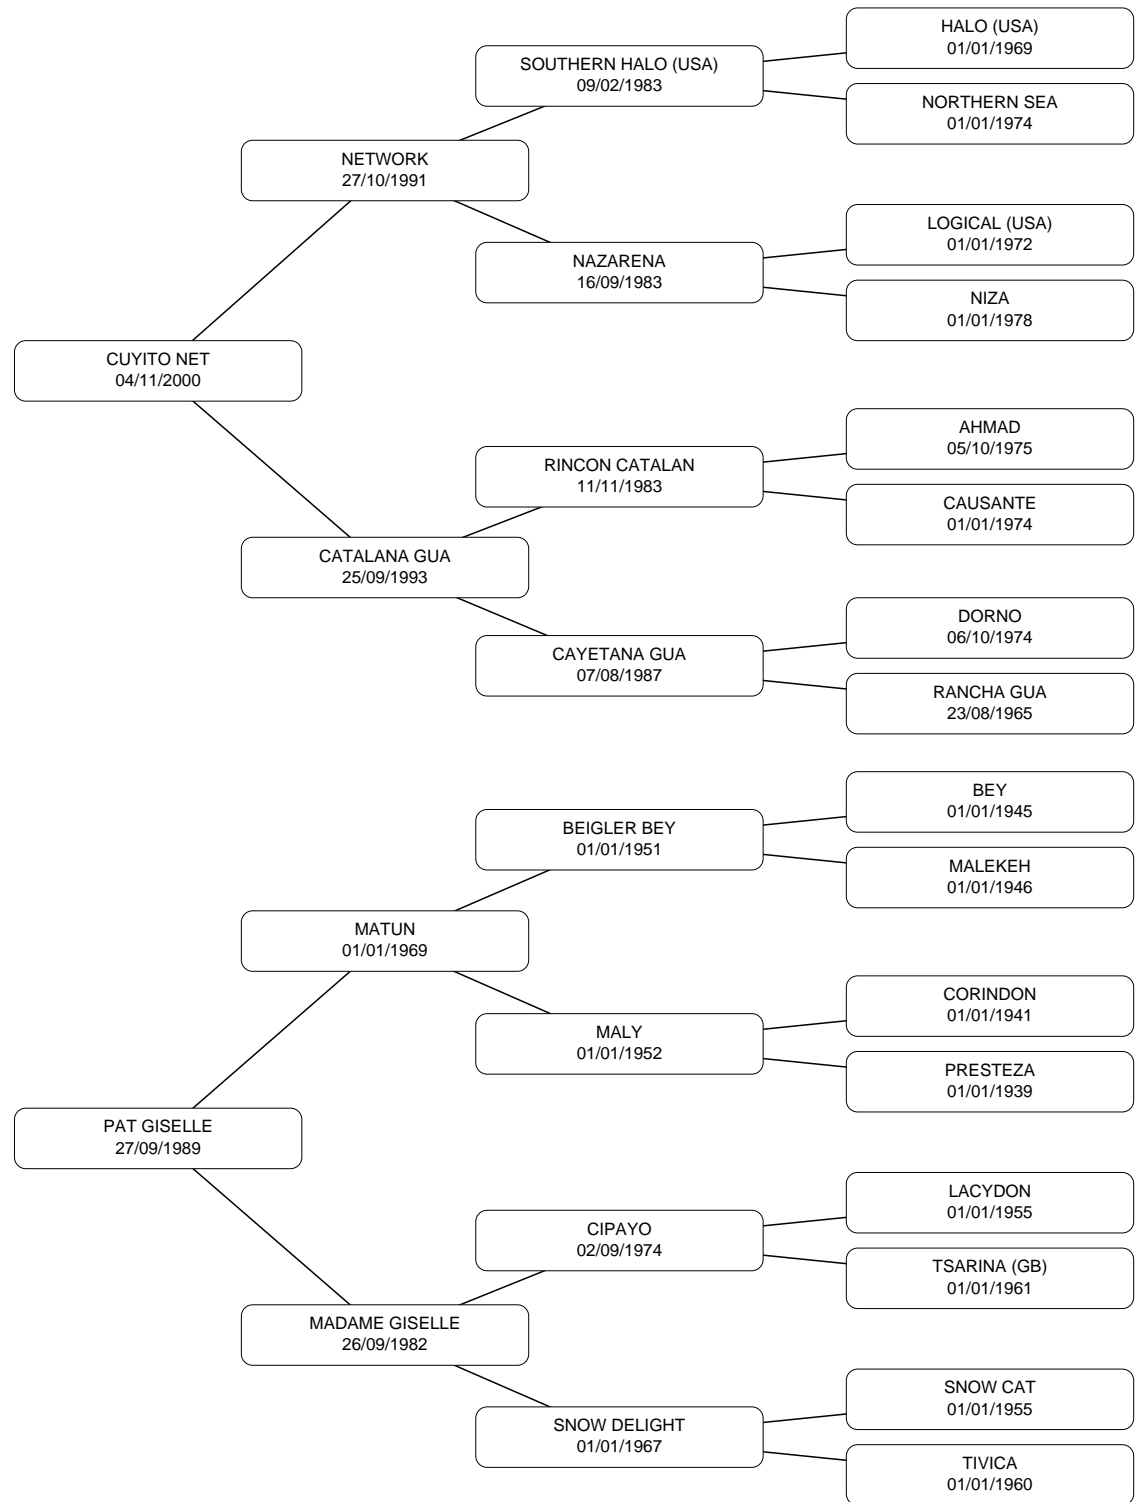 HALO (USA)
01/01/1969
SOUTHERN HALO (USA)
09/02/1983
NORTHERN SEA
01/01/1974
NETWORK
27/10/1991
LOGICAL (USA)
01/01/1972
NAZARENA
16/09/1983
NIZA
01/01/1978
CUYITO NET
04/11/2000
AHMAD
05/10/1975
RINCON CATALAN
11/11/1983
CAUSANTE
01/01/1974
CATALANA GUA
25/09/1993
DORNO
06/10/1974
CAYETANA GUA
07/08/1987
RANCHA GUA
23/08/1965
BEY
01/01/1945
BEIGLER BEY
01/01/1951
MALEKEH
01/01/1946
MATUN
01/01/1969
CORINDON
01/01/1941
MALY
01/01/1952
PRESTEZA
01/01/1939
PAT GISELLE
27/09/1989
LACYDON
01/01/1955
CIPAYO
02/09/1974
TSARINA (GB)
01/01/1961
MADAME GISELLE
26/09/1982
SNOW CAT
01/01/1955
SNOW DELIGHT
01/01/1967
TIVICA
01/01/1960